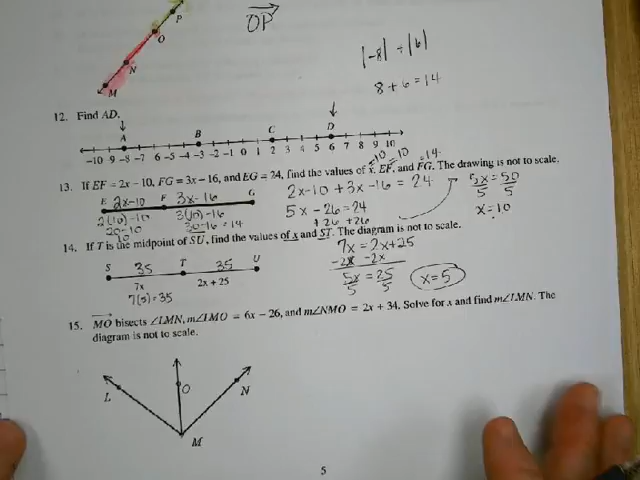 P
O
N
M
OP
|-8| + |6|
8 + 6 = 14
12. Find AD.
A B C D
-10 9 -8 -7 -6 -5 -4 -3 -2 -1 0 1 2 3 4 5 6 7 8 9 10
=10 =10 =14
13. If EF = 2x − 10, FG = 3x − 16, and EG = 24, find the values of x, EF, and FG. The drawing is not to scale.
E 2x-10 F 3x-16 G
2(10)-10 3(10)-16
20-10 30-16 = 14
10
2x-10 + 3x-16 = 24
5x - 26 = 24
+26 +26
5x = 50
5 5
x = 10
14. If T is the midpoint of SU, find the values of x and ST. The diagram is not to scale.
S 35 T 35 U
7x 2x + 25
7(5) = 35
7x = 2x + 25
-2x -2x
5x = 25
5 5
x = 5
15. MO bisects ∠LMN, m∠LMO = 6x − 26, and m∠NMO = 2x + 34. Solve for x and find m∠LMN. The
diagram is not to scale.
L O N
M
5